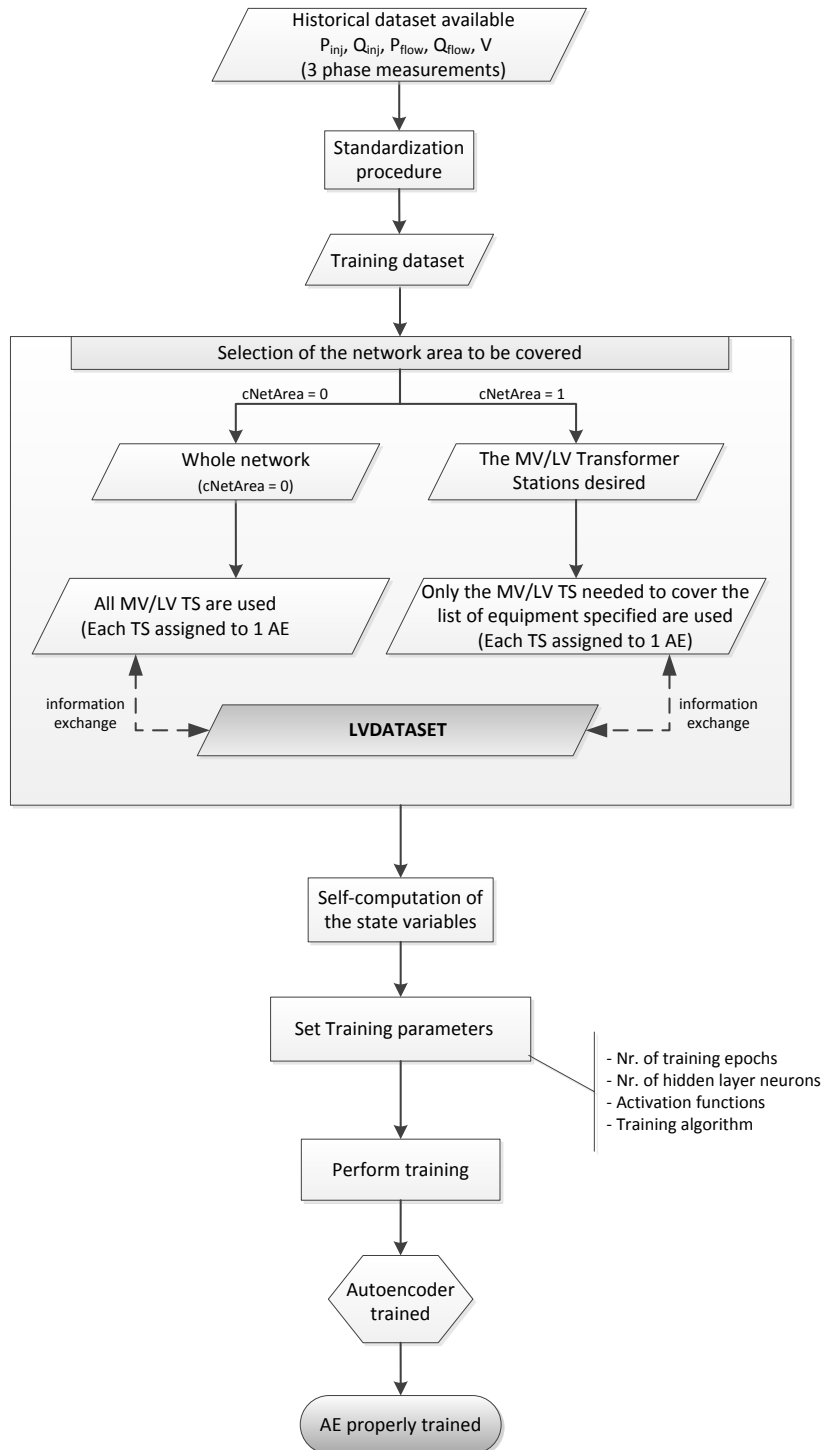 Historical dataset available
Pinj, Qinj, Pflow, Qflow, V
(3 phase measurements)
Standardization
procedure
Training dataset
Selection of the network area to be covered
cNetArea = 0
cNetArea = 1
Whole network
(cNetArea = 0)
The MV/LV Transformer
Stations desired
All MV/LV TS are used
(Each TS assigned to 1 AE
Only the MV/LV TS needed to cover the
list of equipment specified are used
(Each TS assigned to 1 AE)
information
exchange
LVDATASET
information
exchange
Self-computation of
the state variables
Set Training parameters
- Nr. of training epochs
- Nr. of hidden layer neurons
- Activation functions
- Training algorithm
Perform training
Autoencoder
trained
AE properly trained